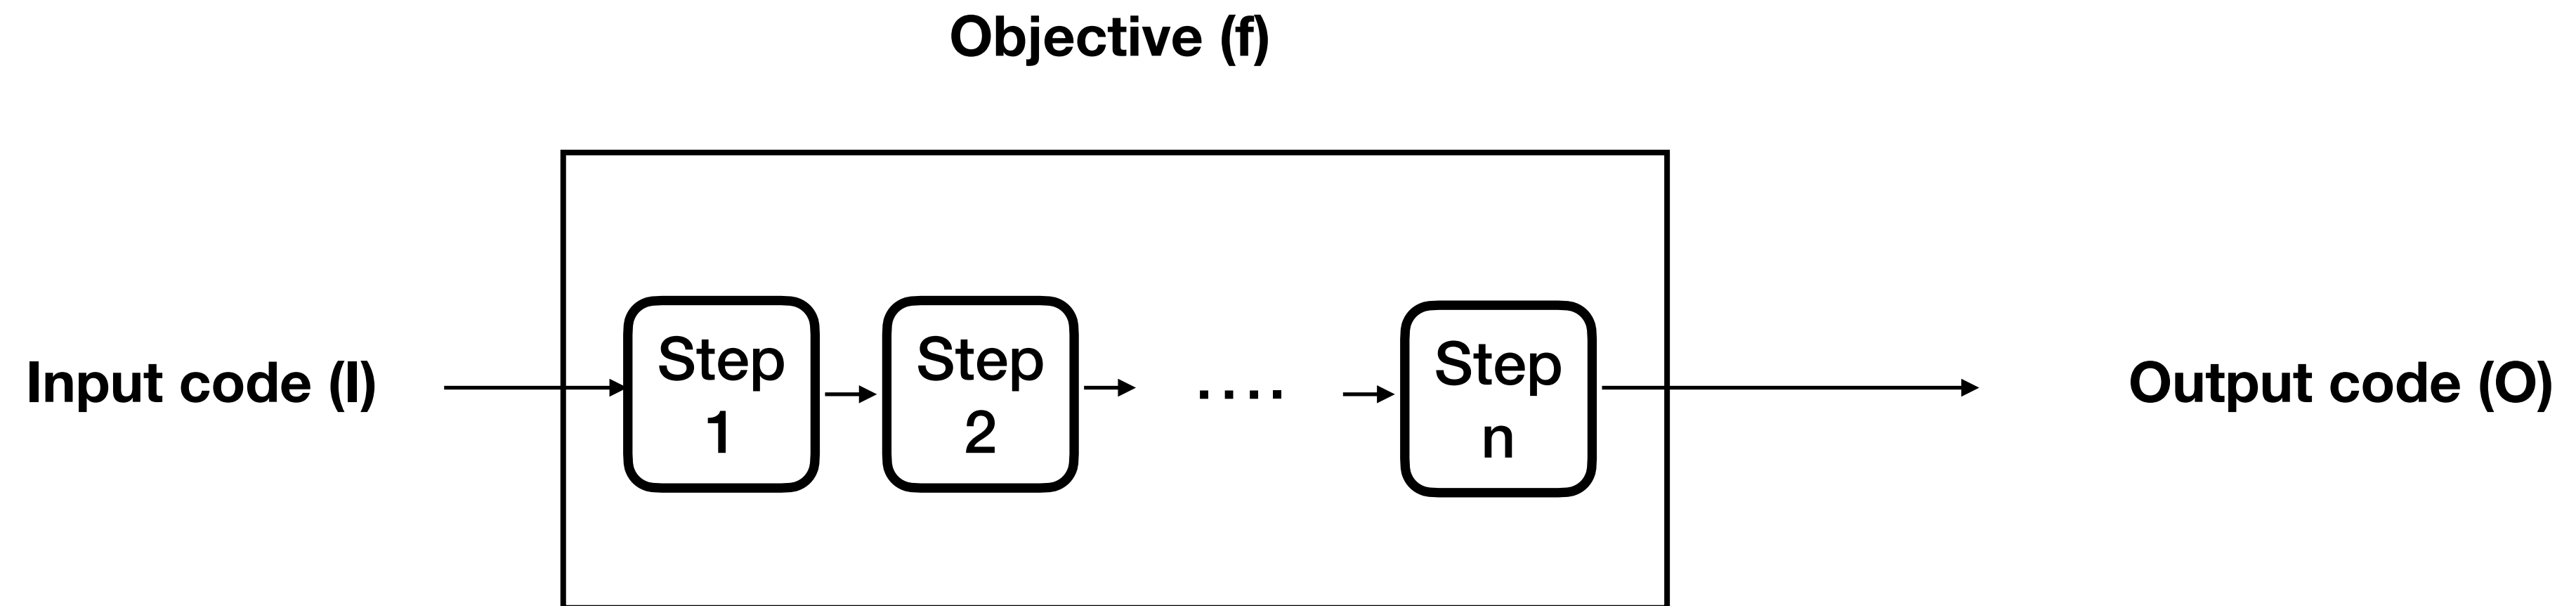 Objective (f)
Input code (I)
Step
1
Step
2
....
Step
n
Output code (O)